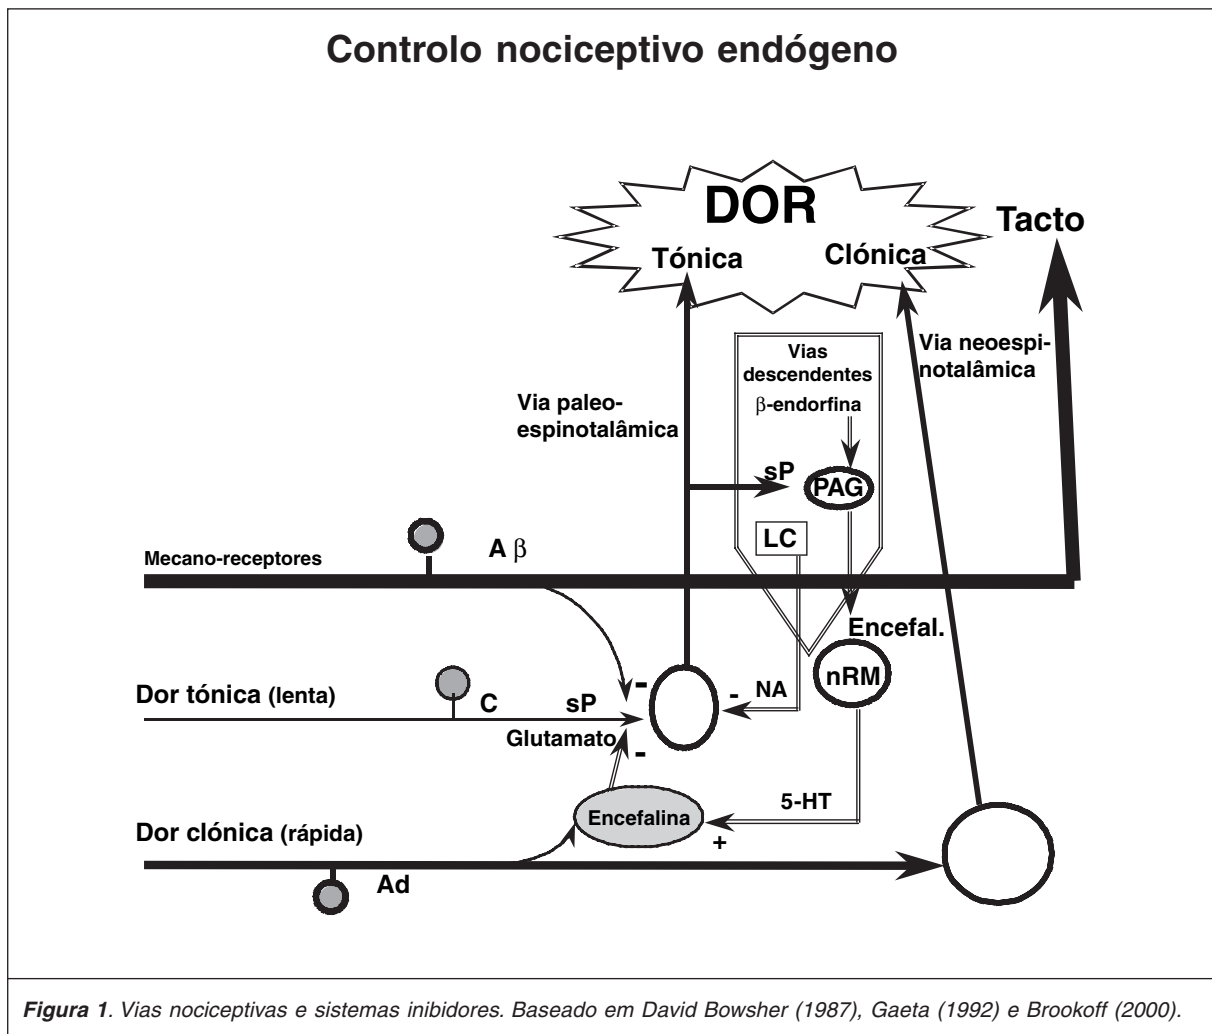 Controlo nociceptivo endógeno
DOR
Tónica
Clónica
Tacto
Via neoespi-
notalâmica
Vias
descendentes
β-endorfina
Via paleo-
espinotalâmica
sP
PAG
LC
Mecano-receptores
A β
Encefal.
nRM
Dor tónica (lenta)
C
sP
Glutamato
-
-
NA
-
5-HT
Encefalina
+
Dor clónica (rápida)
Ad
Figura 1. Vias nociceptivas e sistemas inibidores. Baseado em David Bowsher (1987), Gaeta (1992) e Brookoff (2000).